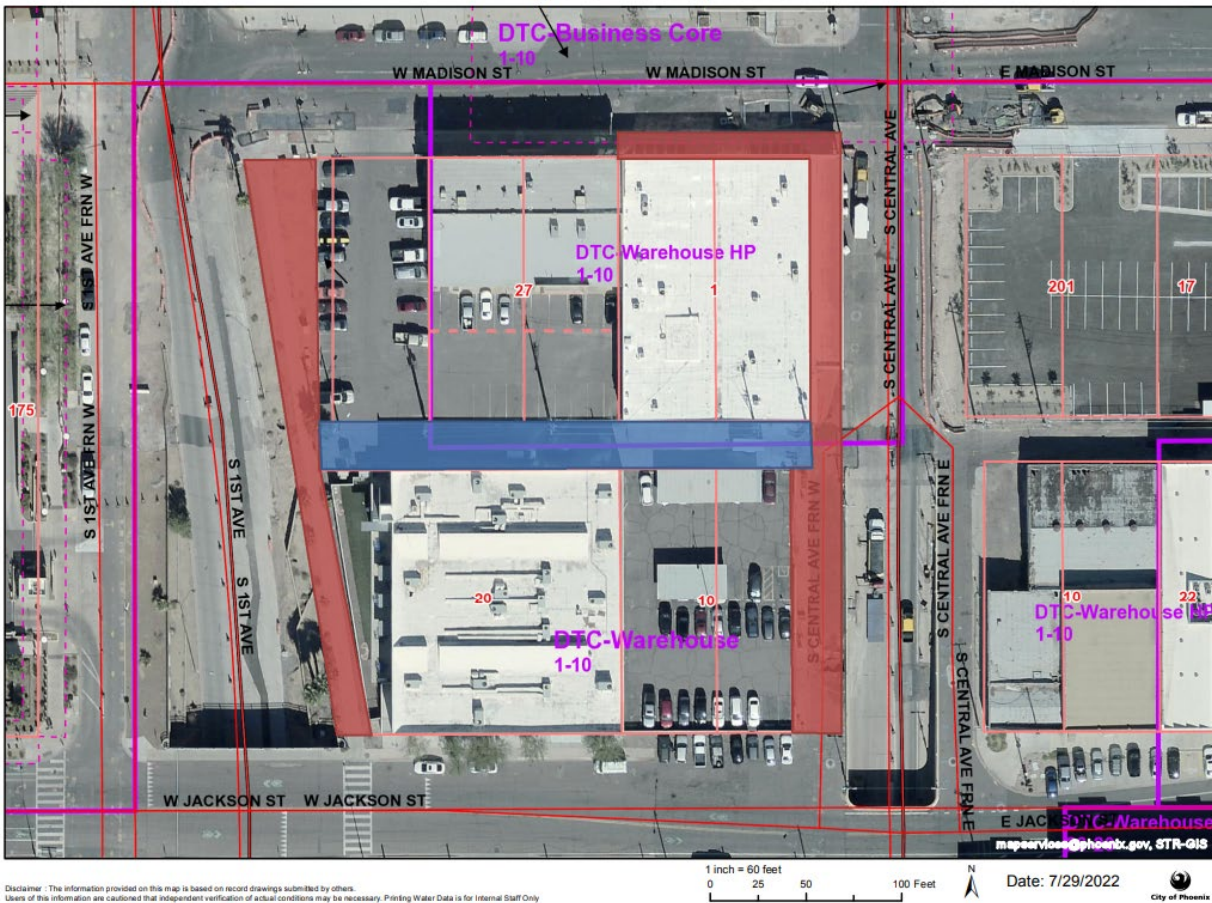 DTC-Business Core
1-10
W MADISON ST
W MADISON ST
E MADISON ST
S 1ST AVE FRN W
S CENTRAL AVE
DTC-Warehouse HP
1-10
27
1
S CENTRAL AVE
201
17
S CENTRAL AVE
175
S 1ST AVE FRN W
S 1ST AVE
S CENTRAL AVE FRN W
S CENTRAL AVE FRN E
S 1ST AVE
20
10
10
22
DTC-Warehouse
1-10
DTC-Warehouse HP
1-10
S CENTRAL AVE FRN E
W JACKSON ST
W JACKSON ST
E JACKSON ST
DTC-Warehouse
mapservices@phoenix.gov, STR-GIS
Disclaimer : The information provided on this map is based on record drawings submitted by others.
Users of this information are cautioned that independent verification of actual conditions may be necessary. Printing Water Data is for Internal Staff Only
1 inch = 60 feet
0 25 50 100 Feet
N
Date: 7/29/2022
City of Phoenix